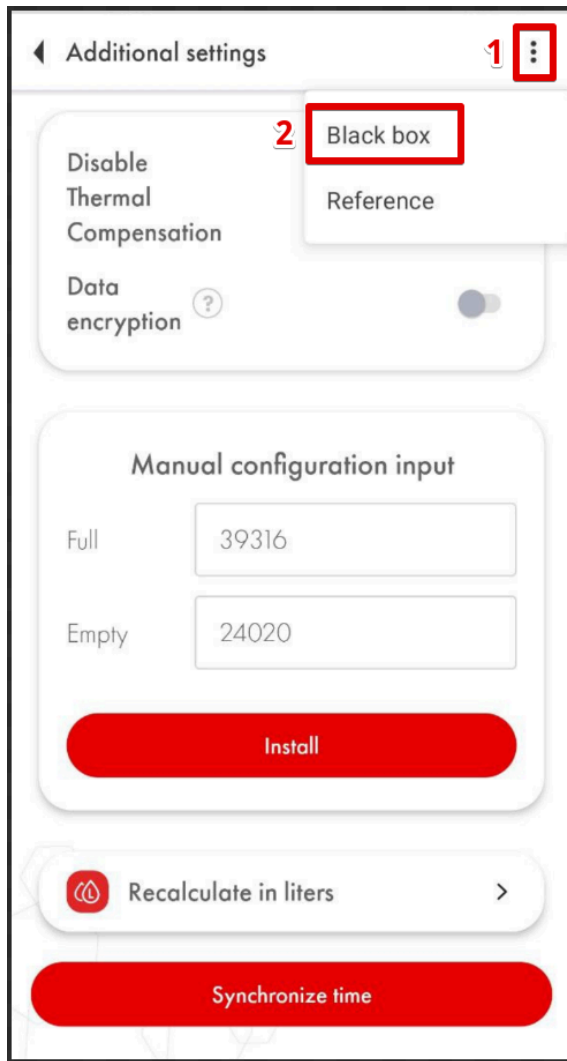 Additional settings
1
2
Black box
Reference
Disable
Thermal
Compensation
Data
encryption
?
Manual configuration input
Full
39316
Empty
24020
Install
L
Recalculate in liters
Synchronize time